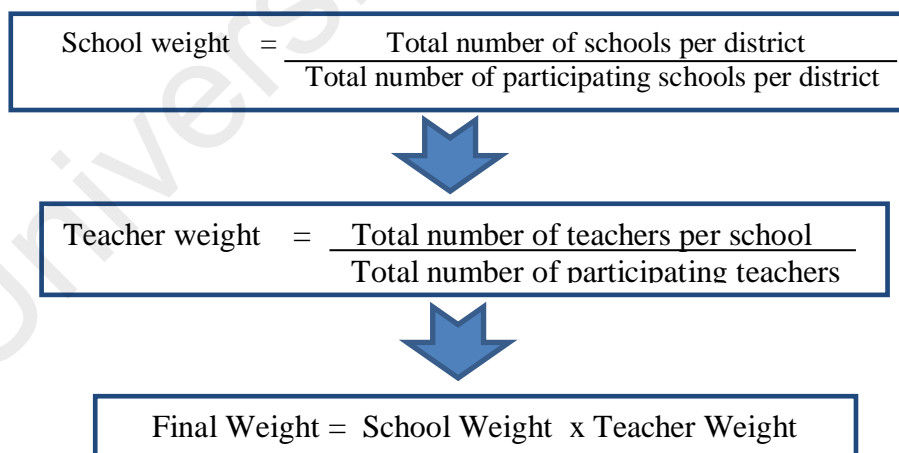 School weight = Total number of schools per district
Total number of participating schools per district
Teacher weight = Total number of teachers per school
Total number of participating teachers
Final Weight = School Weight x Teacher Weight
Univers